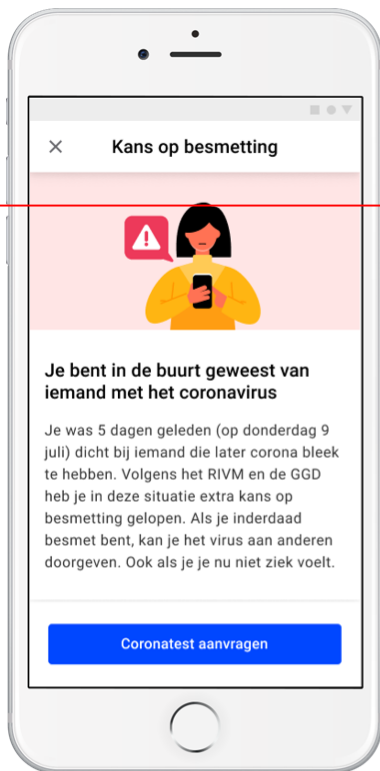 Kans op besmetting
Je bent in de buurt geweest van
iemand met het coronavirus
Je was 5 dagen geleden (op donderdag 9
juli) dicht bij iemand die later corona bleek
te hebben. Volgens het RIVM en de GGD
heb je in deze situatie extra kans op
besmetting gelopen. Als je inderdaad
besmet bent, kan je het virus aan anderen
doorgeven. Ook als je je nu niet ziek voelt.
Coronatest aanvragen